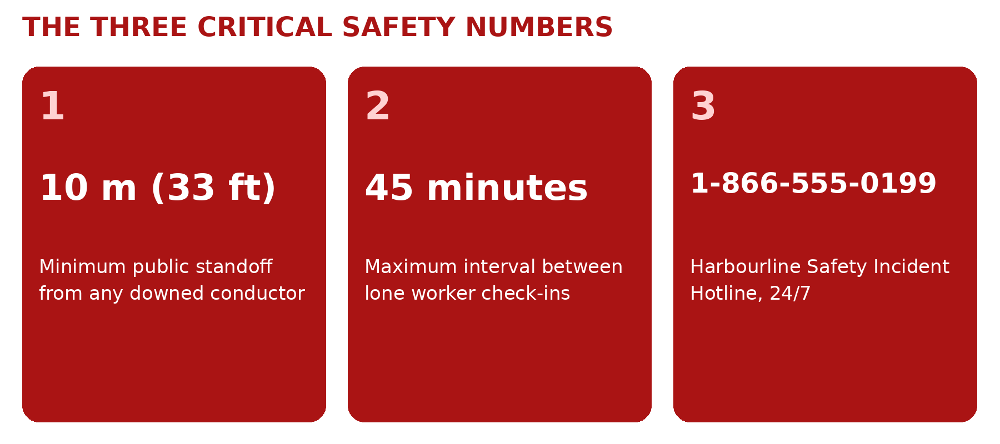 THE THREE CRITICAL SAFETY NUMBERS
1
10 m (33 ft)
Minimum public standoff
from any downed conductor
2
45 minutes
Maximum interval between
lone worker check-ins
3
1-866-555-0199
Harbourline Safety Incident
Hotline, 24/7